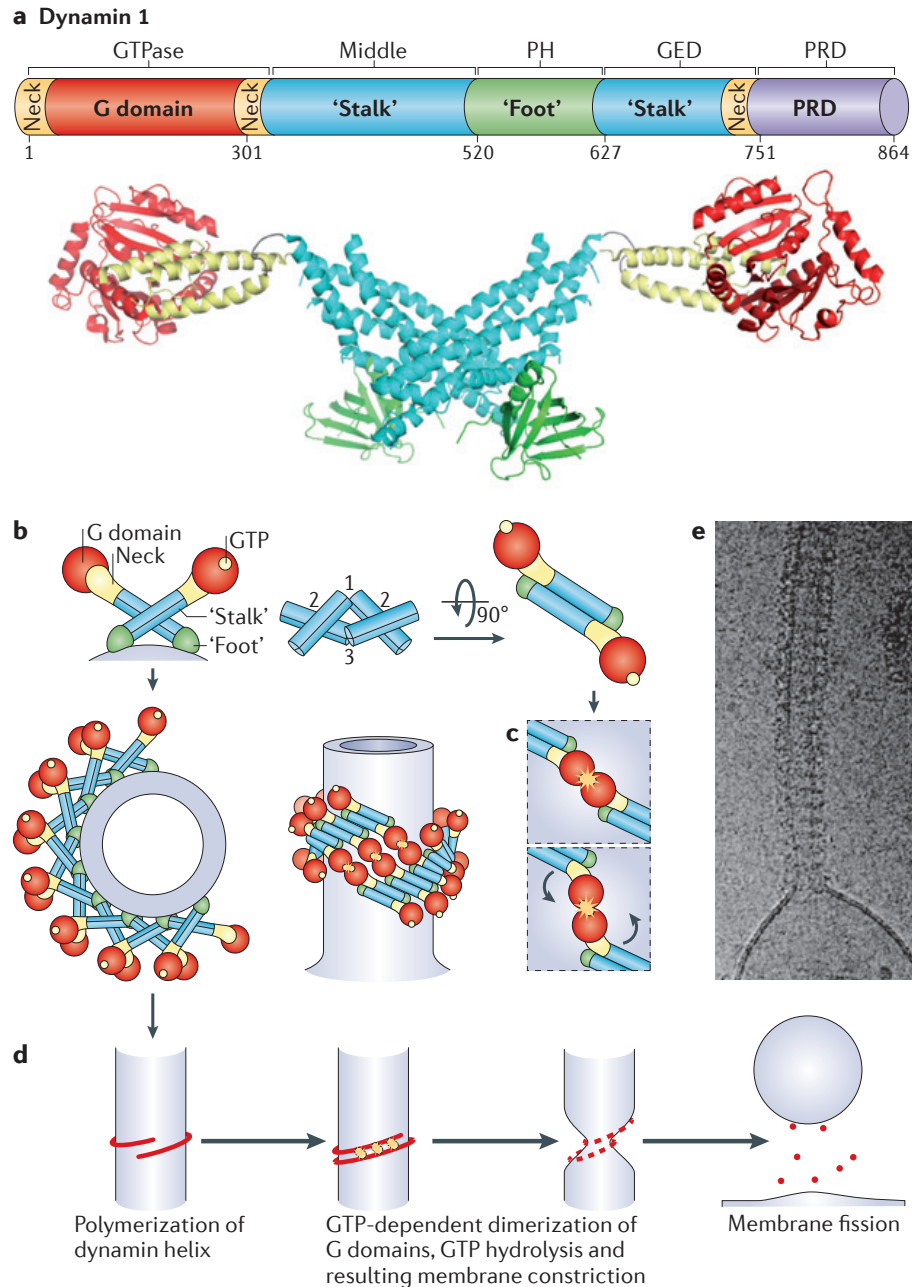 a Dynamin 1
GTPase Middle PH GED PRD
Neck G domain Neck 'Stalk' 'Foot' 'Stalk' Neck PRD
1 301 520 627 751 864
b
G domain
Neck
GTP
'Stalk'
'Foot'
1
2 2
3
90°
c
e
d
Polymerization of
dynamin helix
GTP-dependent dimerization of
G domains, GTP hydrolysis and
resulting membrane constriction
Membrane fission